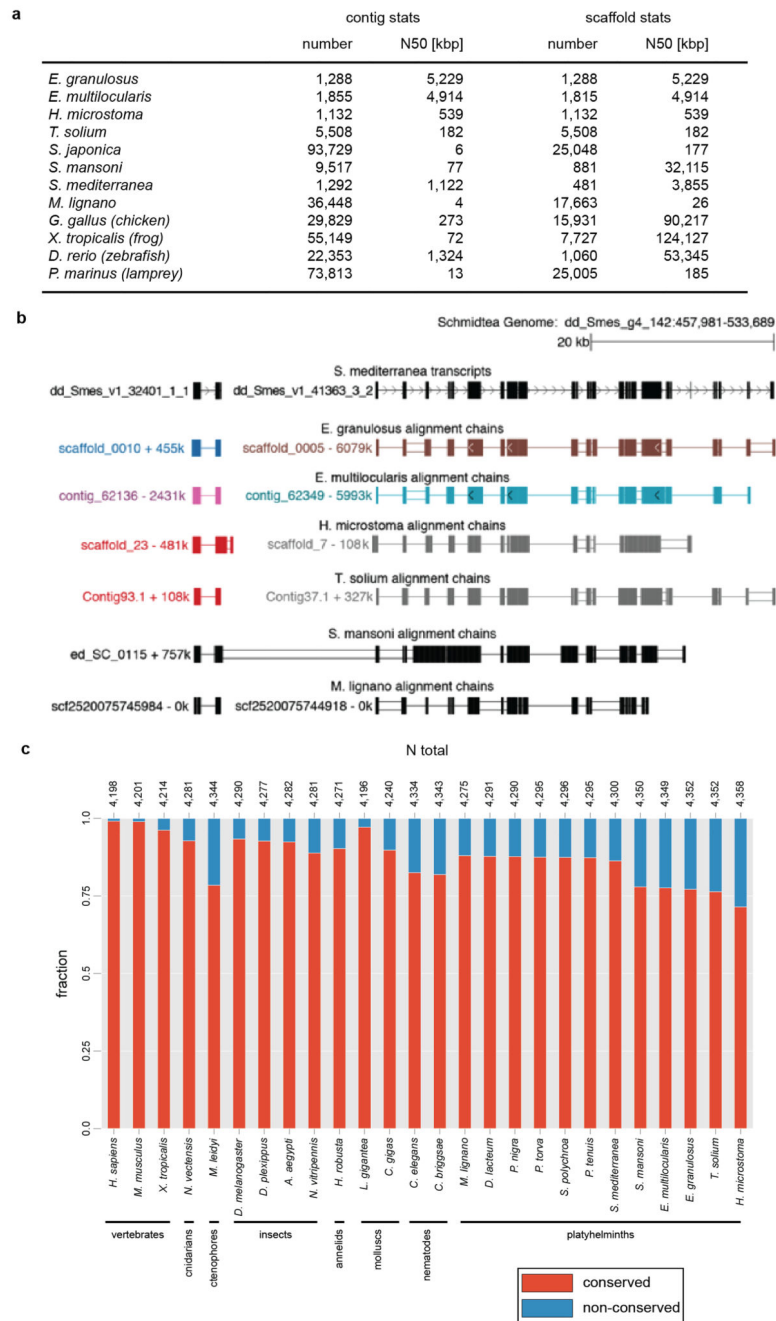 a
contig stats scaffold stats
number N50 [kbp] number N50 [kbp]
E. granulosus 1,288 5,229 1,288 5,229
E. multilocularis 1,855 4,914 1,815 4,914
H. microstoma 1,132 539 1,132 539
T. solium 5,508 182 5,508 182
S. japonica 93,729 6 25,048 177
S. mansoni 9,517 77 881 32,115
S. mediterranea 1,292 1,122 481 3,855
M. lignano 36,448 4 17,663 26
G. gallus (chicken) 29,829 273 15,931 90,217
X. tropicalis (frog) 55,149 72 7,727 124,127
D. rerio (zebrafish) 22,353 1,324 1,060 53,345
P. marinus (lamprey) 73,813 13 25,005 185
b
Schmidtea Genome: dd_Smes_g4_142:457,981-533,689
20 kb
S. mediterranea transcripts
dd_Smes_v1_32401_1_1 dd_Smes_v1_41363_3_2
E. granulosus alignment chains
scaffold_0010 + 455k scaffold_0005 - 6079k
E. multilocularis alignment chains
contig_62136 - 2431k contig_62349 - 5993k
H. microstoma alignment chains
scaffold_23 - 481k scaffold_7 - 108k
T. solium alignment chains
Contig93.1 + 108k Contig37.1 + 327k
S. mansoni alignment chains
ed_SC_0115 + 757k
M. lignano alignment chains
scf2520075745984 - 0k scf2520075744918 - 0k
c
N total
4,198 4,201 4,214 4,281 4,344 4,290 4,277 4,282 4,281 4,271 4,196 4,240 4,334 4,343 4,275 4,291 4,290 4,295 4,296 4,295 4,300 4,350 4,349 4,352 4,352 4,358
1.0
0.75
0.5
0.25
0.0
fraction
H. sapiens M. musculus X. tropicalis N. vectensis M. leidyi D. melanogaster D. plexippus A. aegypti N. vitripennis H. robusta L. gigantea C. gigas C. elegans C. briggsae M. lignano D. lacteum P. nigra P. torva S. polychroa P. tenuis S. mediterranea S. mansoni E. multilocularis E. granulosus T. solium H. microstoma
vertebrates cnidarians ctenophores insects annelids molluscs nematodes platyhelminths
conserved
non-conserved